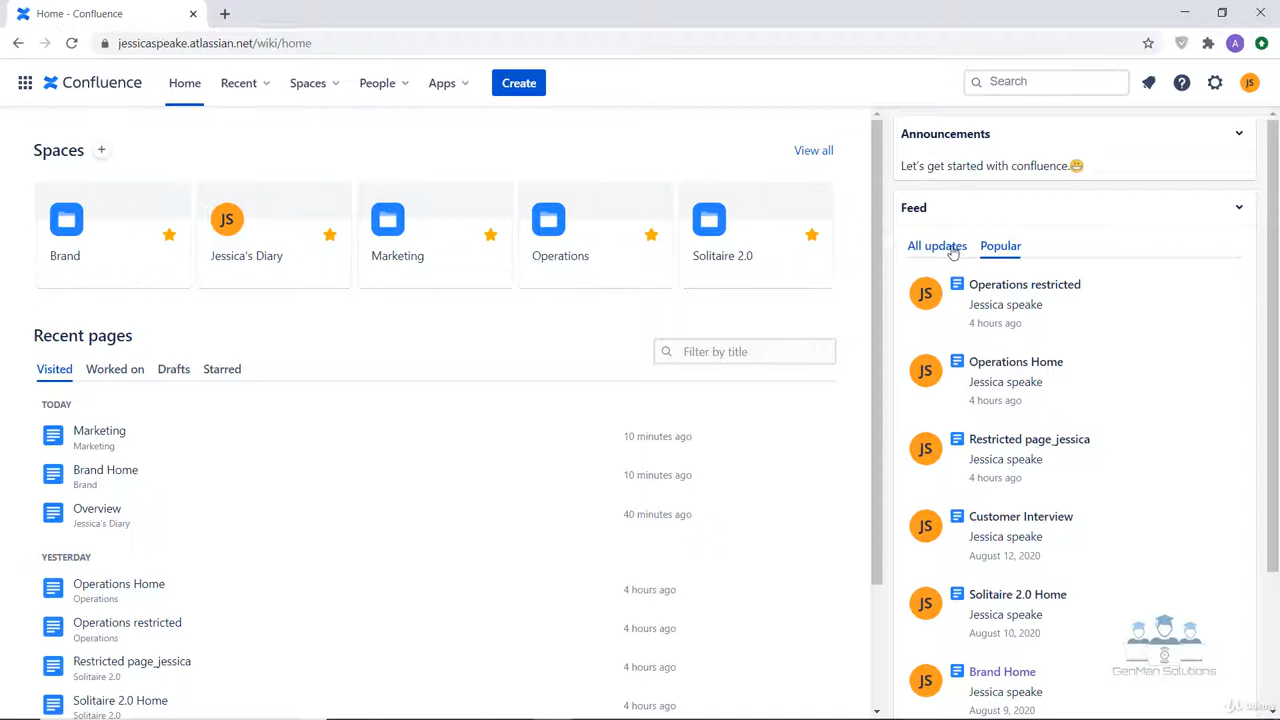 Home - Confluence
jessicaspeake.atlassian.net/wiki/home
A
Confluence
Home
Recent
Spaces
People
Apps
Create
Search
JS
Spaces
View all
Brand
JS
Jessica's Diary
Marketing
Operations
Solitaire 2.0
Recent pages
Filter by title
Visited
Worked on
Drafts
Starred
TODAY
Marketing
Marketing
10 minutes ago
Brand Home
Brand
10 minutes ago
Overview
Jessica's Diary
40 minutes ago
YESTERDAY
Operations Home
Operations
4 hours ago
Operations restricted
Operations
4 hours ago
Restricted page_jessica
Solitaire 2.0
4 hours ago
Solitaire 2.0 Home
Solitaire 2.0
4 hours ago
Announcements
Let's get started with confluence.😄
Feed
All updates
Popular
JS
Operations restricted
Jessica speake
4 hours ago
JS
Operations Home
Jessica speake
4 hours ago
JS
Restricted page_jessica
Jessica speake
4 hours ago
JS
Customer Interview
Jessica speake
August 12, 2020
JS
Solitaire 2.0 Home
Jessica speake
August 10, 2020
JS
Brand Home
Jessica speake
August 9, 2020
GenMan Solutions
Udemy